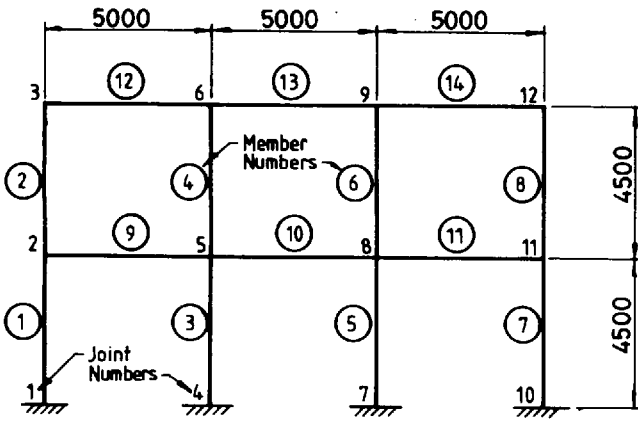 5000 5000 5000
12 13 14
3 6 9 12
Member
Numbers
2 4 6 8
4500
9 10 11
2 5 8 11
1 3 5 7
4500
Joint
Numbers
1 4 7 10